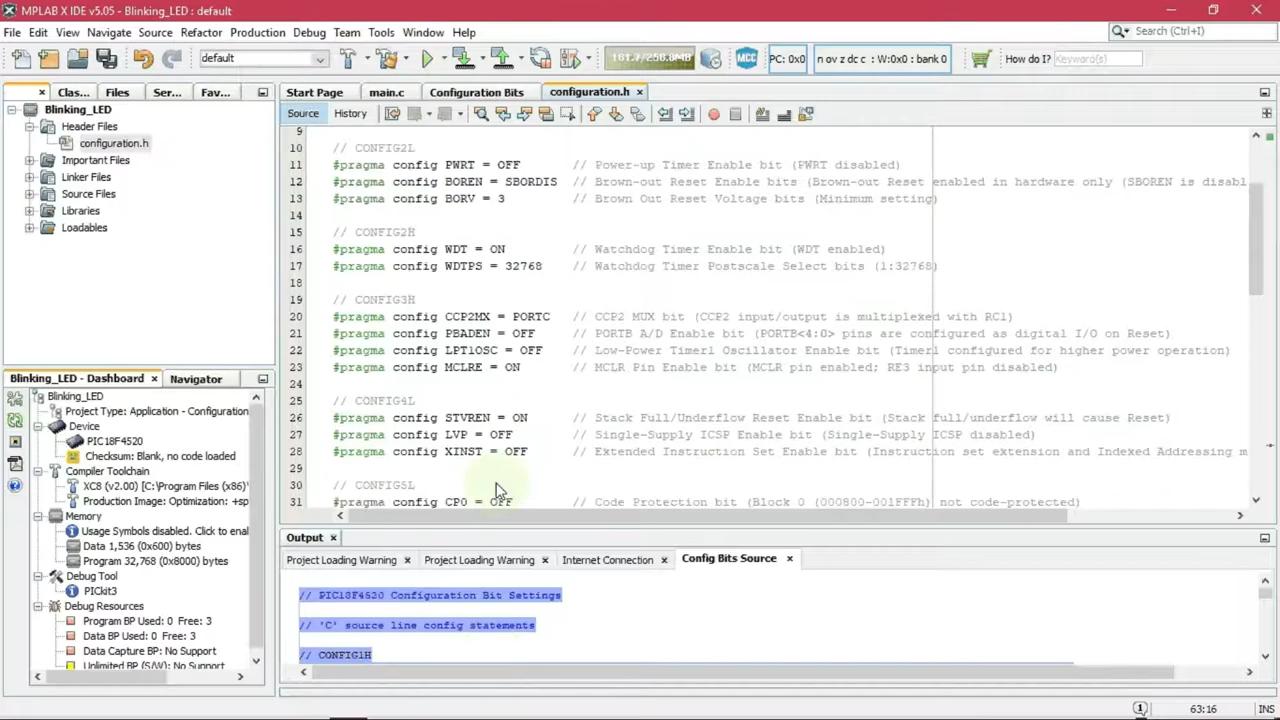 MPLAB X IDE v5.05 - Blinking_LED : default
File Edit View Navigate Source Refactor Production Debug Team Tools Window Help
Search (Ctrl+I)
default
181.7/256.0MB
MCC
PC: 0x0
n ov z dc c : W:0x0 : bank 0
How do I?
Keyword(s)
Clas...
Files
Ser...
Fav...
Blinking_LED
Header Files
configuration.h
Important Files
Linker Files
Source Files
Libraries
Loadables
Start Page
main.c
Configuration Bits
configuration.h
Source
History
9
10 // CONFIG2L
11 #pragma config PWRT = OFF // Power-up Timer Enable bit (PWRT disabled)
12 #pragma config BOREN = SBORDIS // Brown-out Reset Enable bits (Brown-out Reset enabled in hardware only (SBOREN is disabl
13 #pragma config BORV = 3 // Brown Out Reset Voltage bits (Minimum setting)
14
15 // CONFIG2H
16 #pragma config WDT = ON // Watchdog Timer Enable bit (WDT enabled)
17 #pragma config WDTPS = 32768 // Watchdog Timer Postscale Select bits (1:32768)
18
19 // CONFIG3H
20 #pragma config CCP2MX = PORTC // CCP2 MUX bit (CCP2 input/output is multiplexed with RC1)
21 #pragma config PBADEN = OFF // PORTB A/D Enable bit (PORTB<4:0> pins are configured as digital I/O on Reset)
22 #pragma config LPT1OSC = OFF // Low-Power Timer1 Oscillator Enable bit (Timer1 configured for higher power operation)
23 #pragma config MCLRE = ON // MCLR Pin Enable bit (MCLR pin enabled; RE3 input pin disabled)
24
25 // CONFIG4L
26 #pragma config STVREN = ON // Stack Full/Underflow Reset Enable bit (Stack full/underflow will cause Reset)
27 #pragma config LVP = OFF // Single-Supply ICSP Enable bit (Single-Supply ICSP disabled)
28 #pragma config XINST = OFF // Extended Instruction Set Enable bit (Instruction set extension and Indexed Addressing m
29
30 // CONFIG5L
31 #pragma config CP0 = OFF // Code Protection bit (Block 0 (000800-001FFFh) not code-protected)
Blinking_LED - Dashboard
Navigator
Blinking_LED
Project Type: Application - Configuration
Device
PIC18F4520
Checksum: Blank, no code loaded
Compiler Toolchain
XC8 (v2.00) [C:\Program Files (x86)\
Production Image: Optimization: +sp
Memory
Usage Symbols disabled. Click to enal
Data 1,536 (0x600) bytes
Program 32,768 (0x8000) bytes
Debug Tool
PICkit3
Debug Resources
Program BP Used: 0 Free: 3
Data BP Used: 0 Free: 3
Data Capture BP: No Support
Unlimited BP (S/W): No Support
Output
Project Loading Warning
Project Loading Warning
Internet Connection
Config Bits Source
// PIC18F4520 Configuration Bit Settings
// 'C' source line config statements
// CONFIG1H
1
63:16
INS